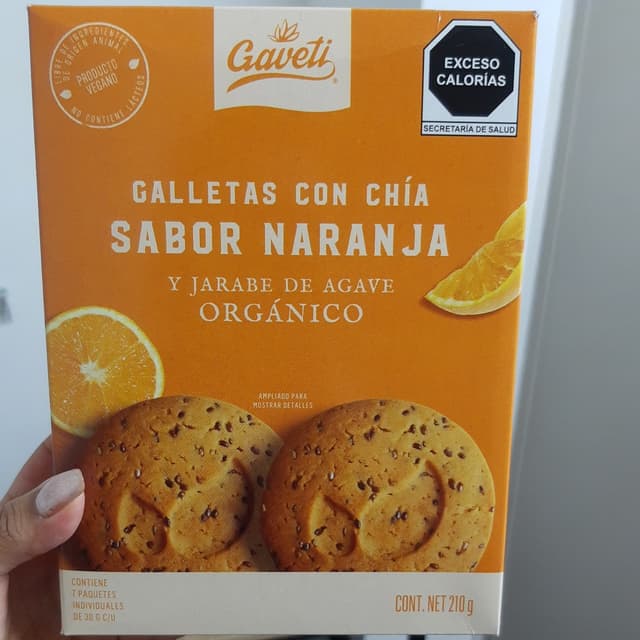 LIBRE DE INGREDIENTES
DE ORIGEN ANIMAL
PRODUCTO
VEGANO
NO CONTIENE LÁCTEOS
Gaveti
EXCESO
CALORÍAS
SECRETARÍA DE SALUD
GALLETAS CON CHÍA
SABOR NARANJA
Y JARABE DE AGAVE
ORGÁNICO
AMPLIADO PARA
MOSTRAR DETALLES
CONTIENE
7 PAQUETES
INDIVIDUALES
DE 30 G C/U
CONT. NET 210 g